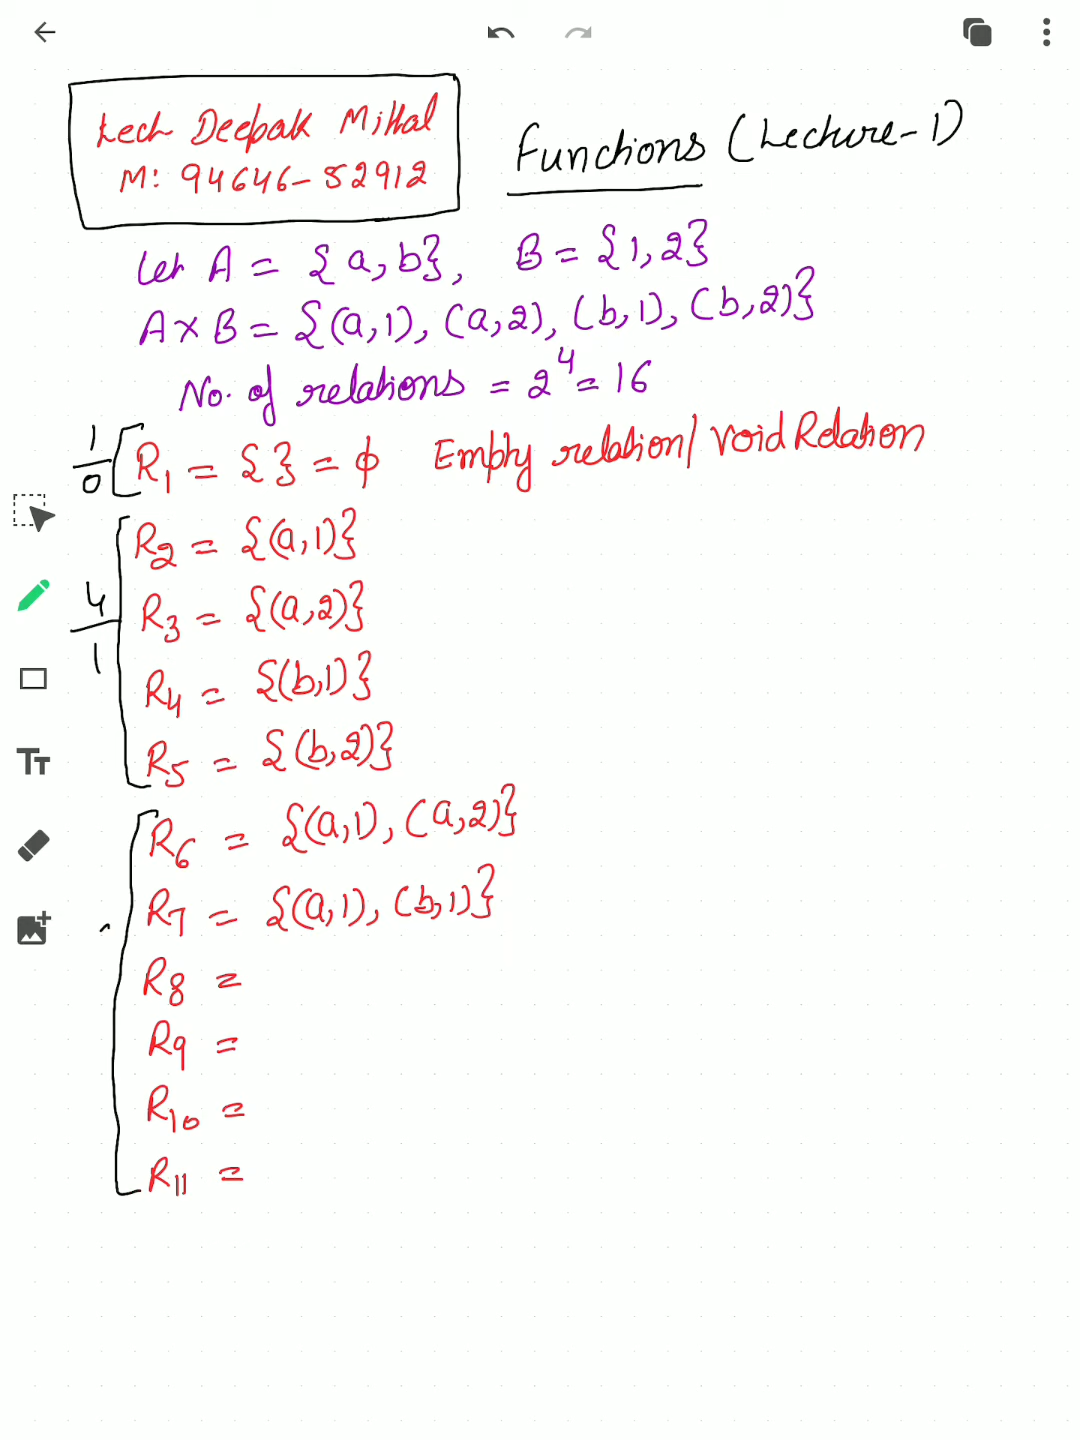 Lech Deepak Mittal
M: 94646-52912
Functions (Lecture-1)
Let A = {a,b}, B = {1,2}
A×B = {(a,1), (a,2), (b,1), (b,2)}
No. of relations = 2⁴ = 16
1/0 [ R₁ = { } = ϕ Empty relation/ Void Relation
R₂ = {(a,1)}
4/1 R₃ = {(a,2)}
R₄ = {(b,1)}
R₅ = {(b,2)}
R₆ = {(a,1), (a,2)}
R₇ = {(a,1), (b,1)}
R₈ =
R₉ =
R₁₀ =
R₁₁ =
TT